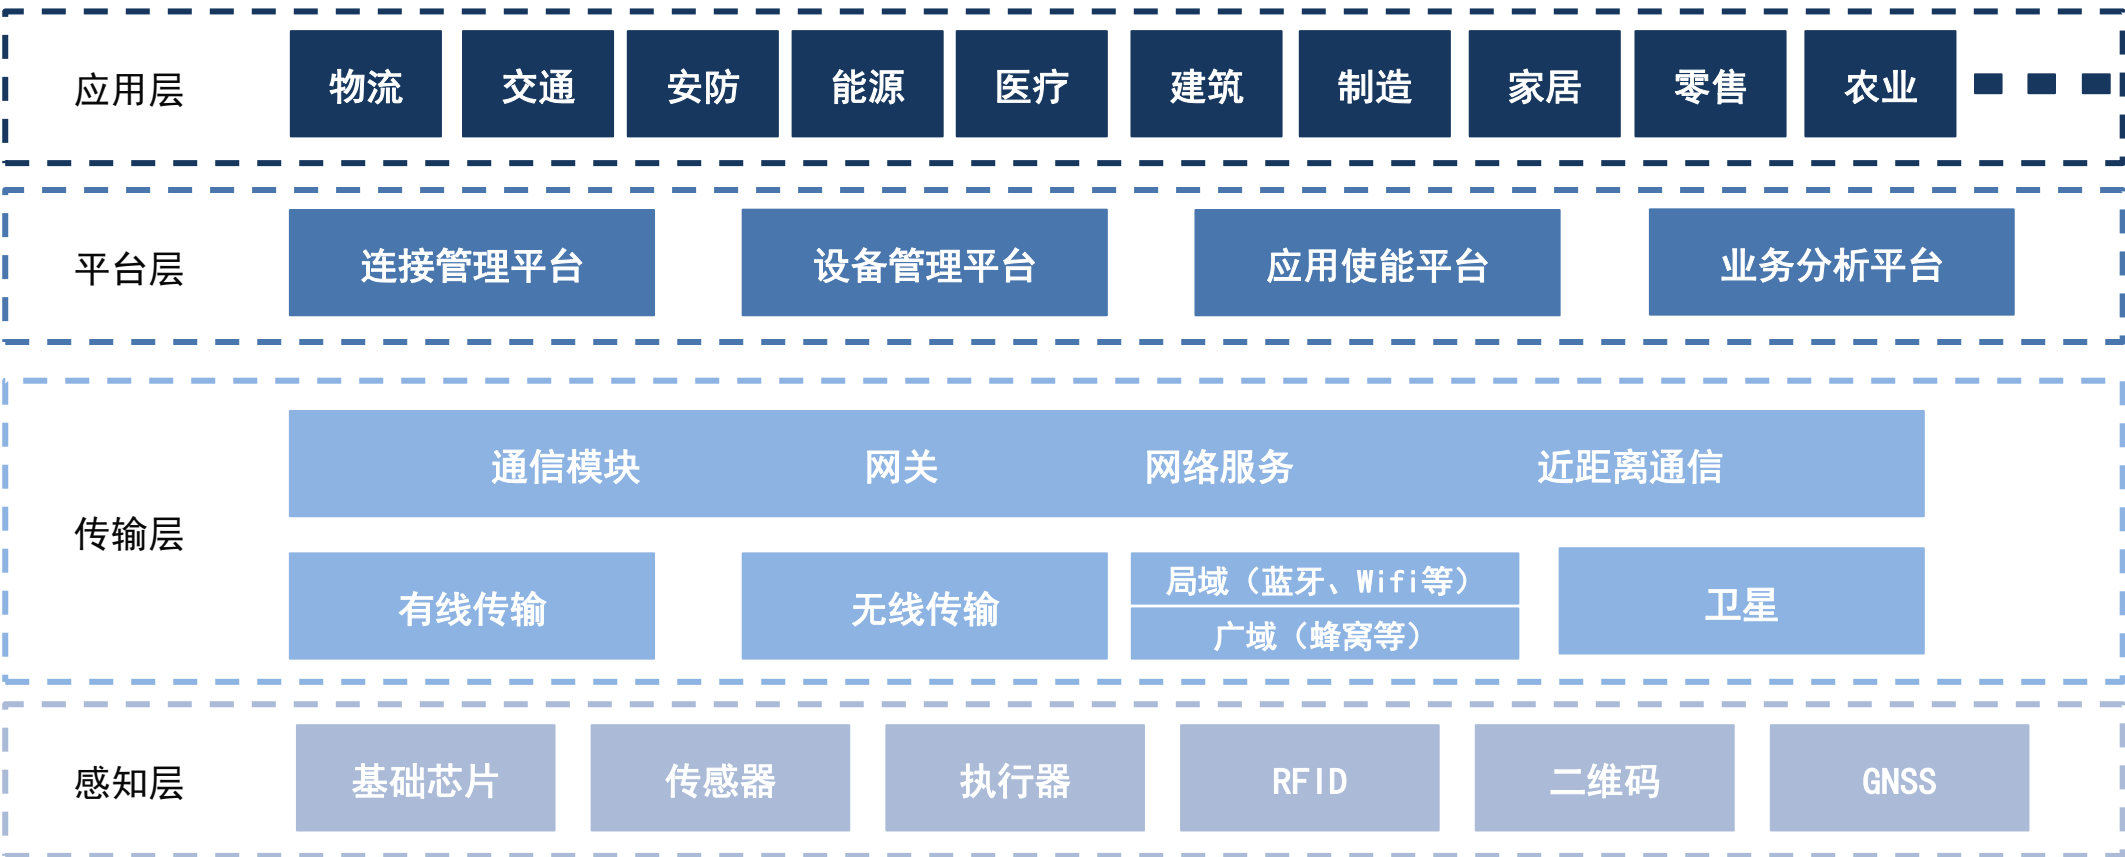 应用层 物流 交通 安防 能源 医疗 建筑 制造 家居 零售 农业
平台层 连接管理平台 设备管理平台 应用使能平台 业务分析平台
传输层
通信模块 网关 网络服务 近距离通信
有线传输 无线传输 局域（蓝牙、Wifi等） 卫星
广域（蜂窝等）
感知层 基础芯片 传感器 执行器 RFID 二维码 GNSS